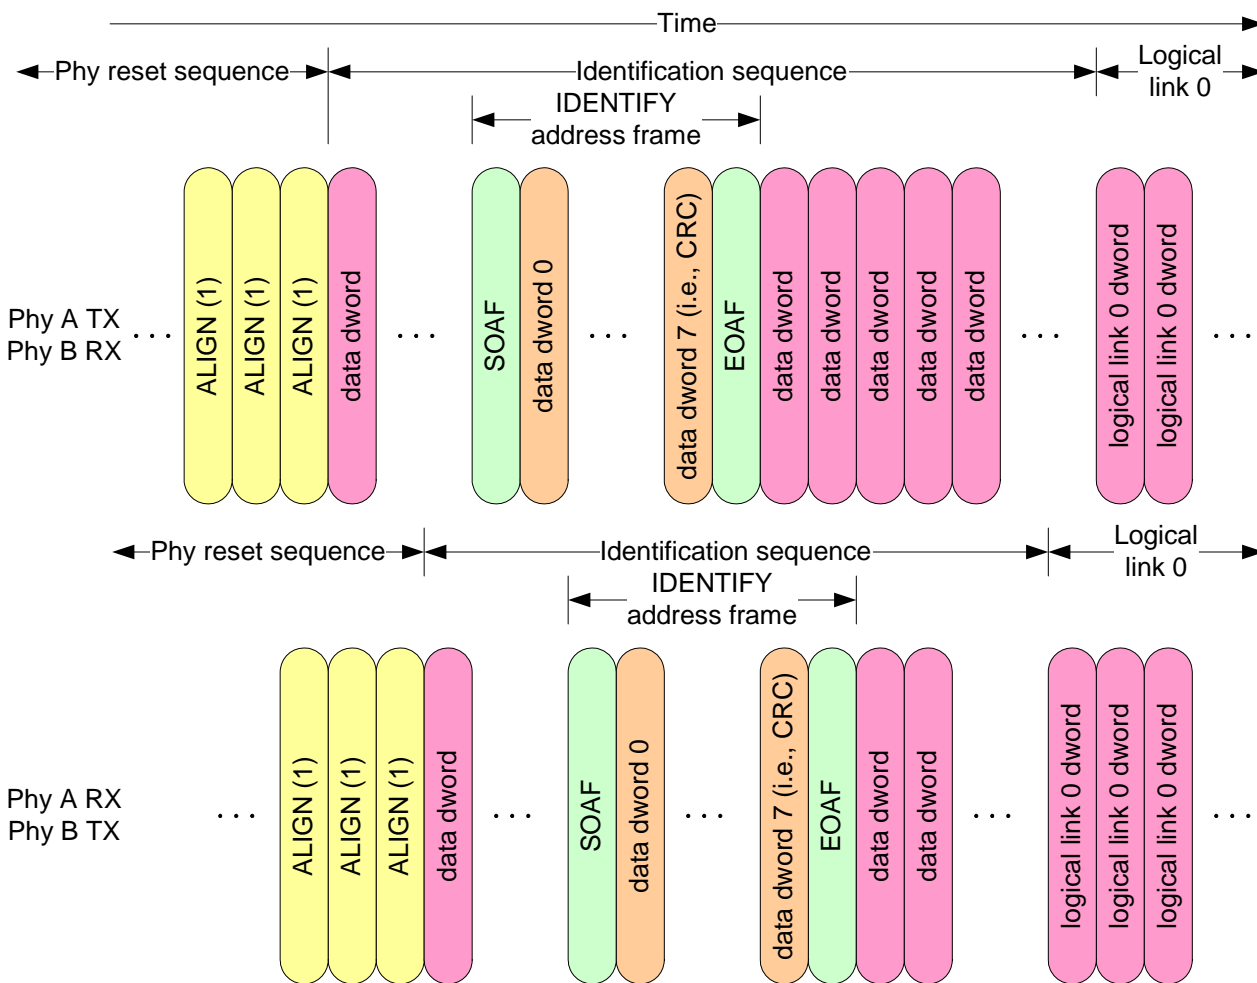 Time
Phy reset sequence
Identification sequence
Logical
link 0
IDENTIFY
address frame
Phy A TX
Phy B RX
. . .
ALIGN (1)
ALIGN (1)
ALIGN (1)
data dword
. . .
SOAF
data dword 0
. . .
data dword 7 (i.e., CRC)
EOAF
data dword
data dword
data dword
data dword
data dword
. . .
logical link 0 dword
logical link 0 dword
. . .
Phy reset sequence
Identification sequence
Logical
link 0
IDENTIFY
address frame
Phy A RX
Phy B TX
. . .
ALIGN (1)
ALIGN (1)
ALIGN (1)
data dword
. . .
SOAF
data dword 0
. . .
data dword 7 (i.e., CRC)
EOAF
data dword
data dword
. . .
logical link 0 dword
logical link 0 dword
logical link 0 dword
. . .